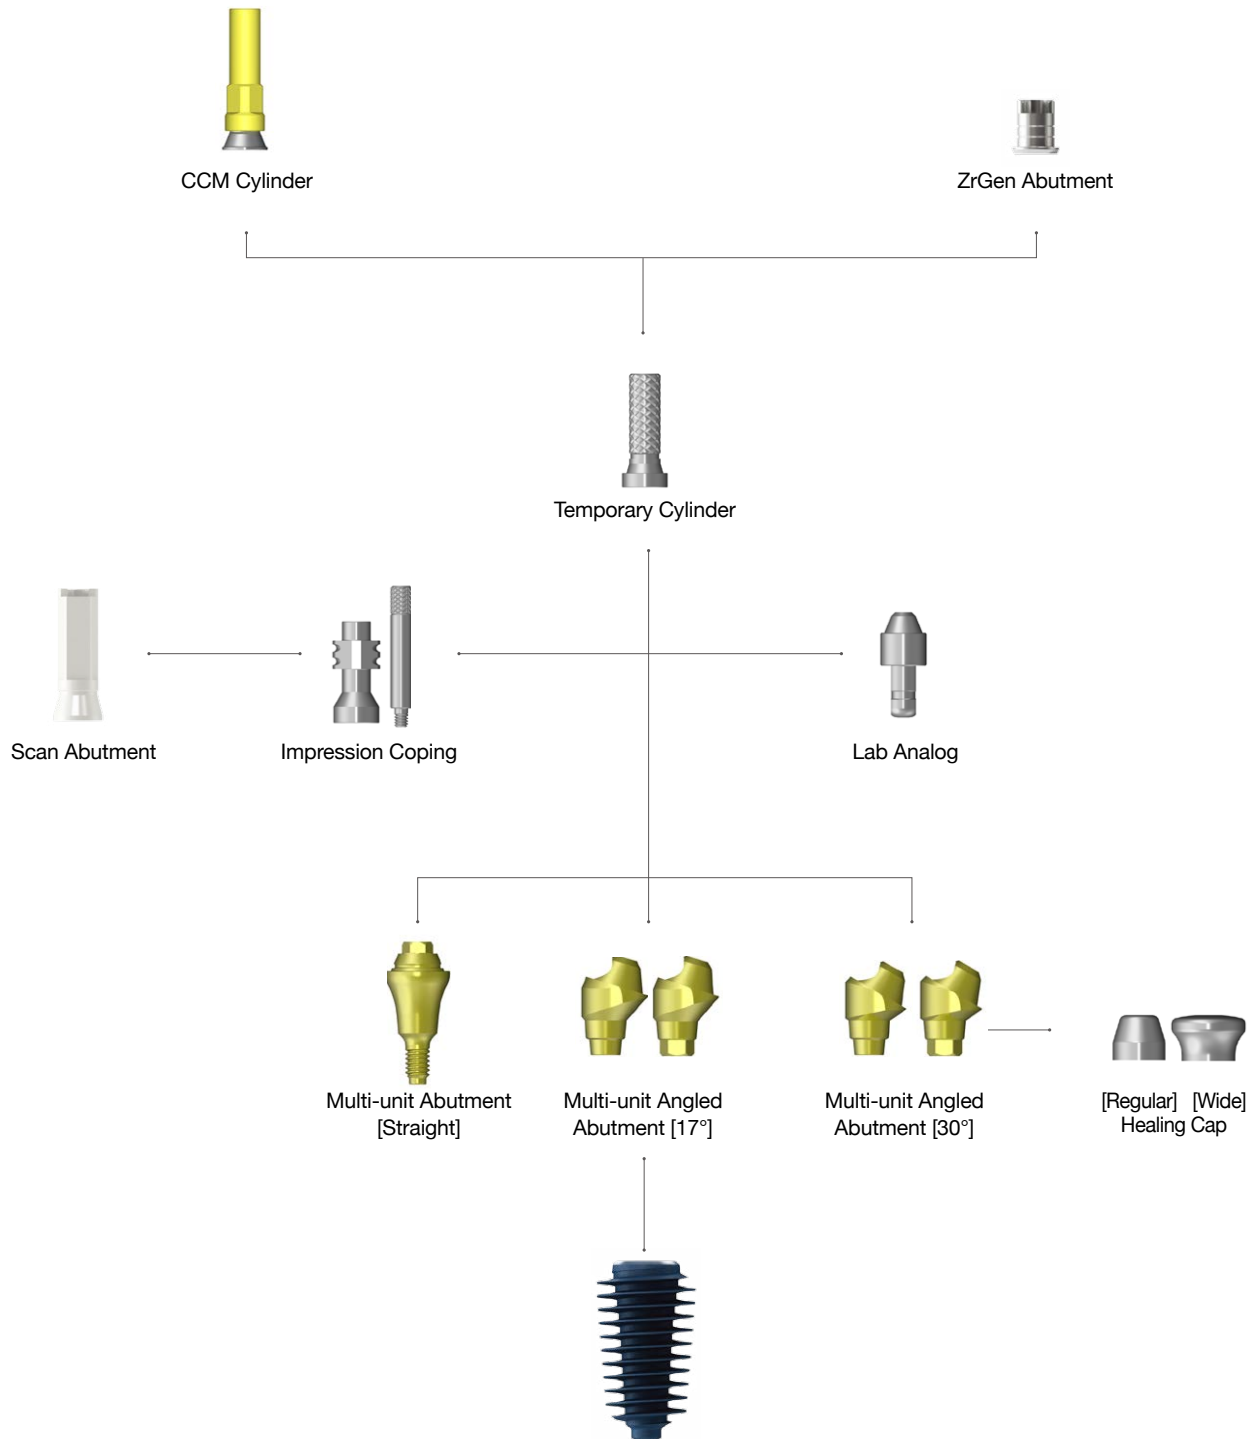 CCM Cylinder
ZrGen Abutment
Temporary Cylinder
Scan Abutment
Impression Coping
Lab Analog
Multi-unit Abutment
[Straight]
Multi-unit Angled
Abutment [17°]
Multi-unit Angled
Abutment [30°]
[Regular] [Wide]
Healing Cap